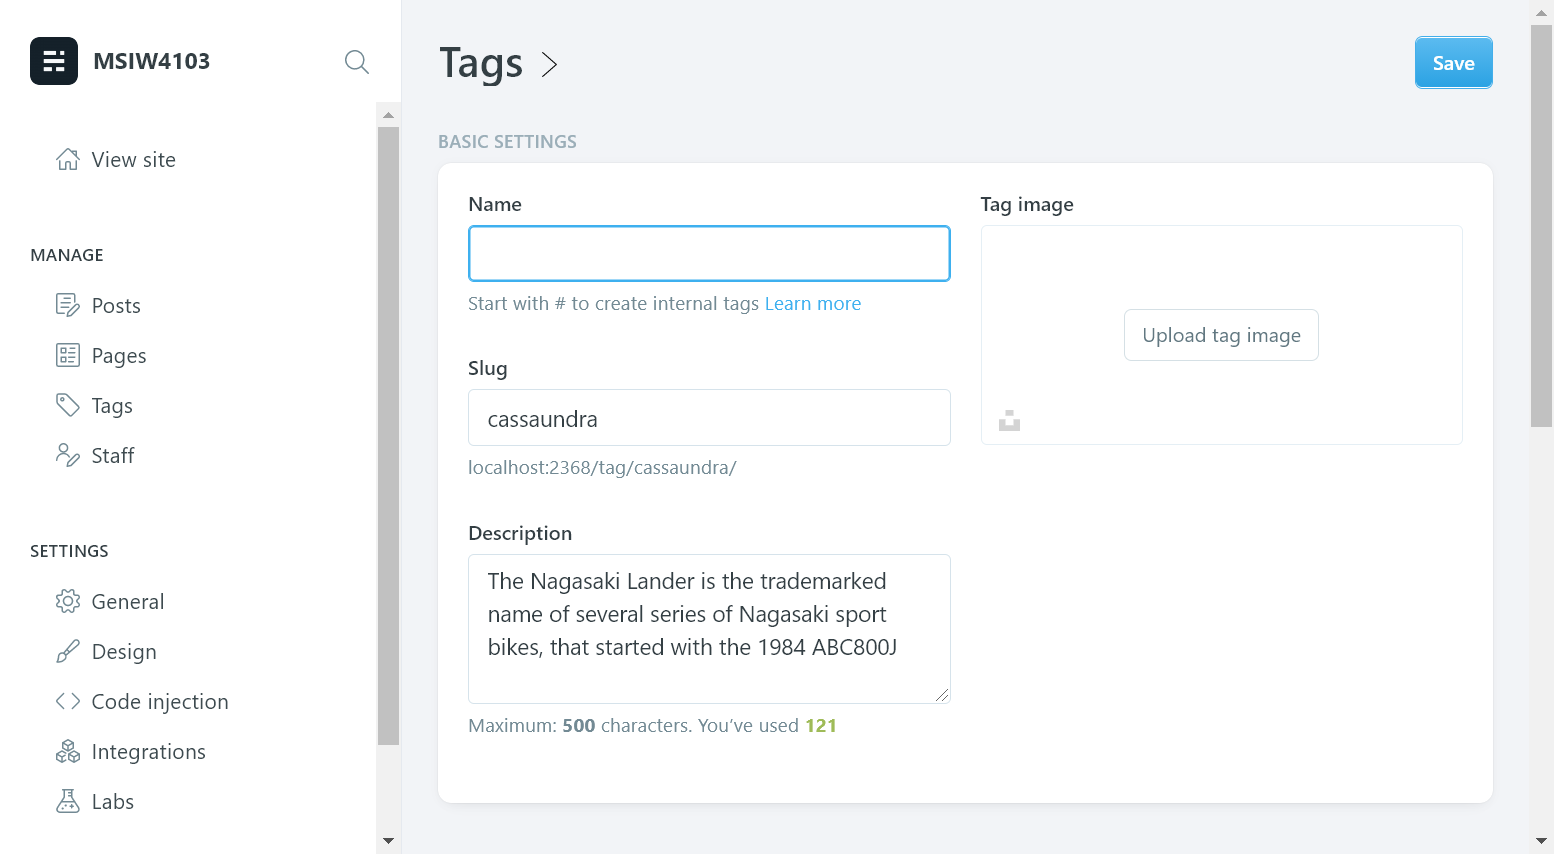 MSIW4103
View site
MANAGE
Posts
Pages
Tags
Staff
SETTINGS
General
Design
Code injection
Integrations
Labs
Tags
Save
BASIC SETTINGS
Name
Start with # to create internal tags Learn more
Slug
cassaundra
localhost:2368/tag/cassaundra/
Description
The Nagasaki Lander is the trademarked
name of several series of Nagasaki sport
bikes, that started with the 1984 ABC800J
Maximum: 500 characters. You’ve used 121
Tag image
Upload tag image